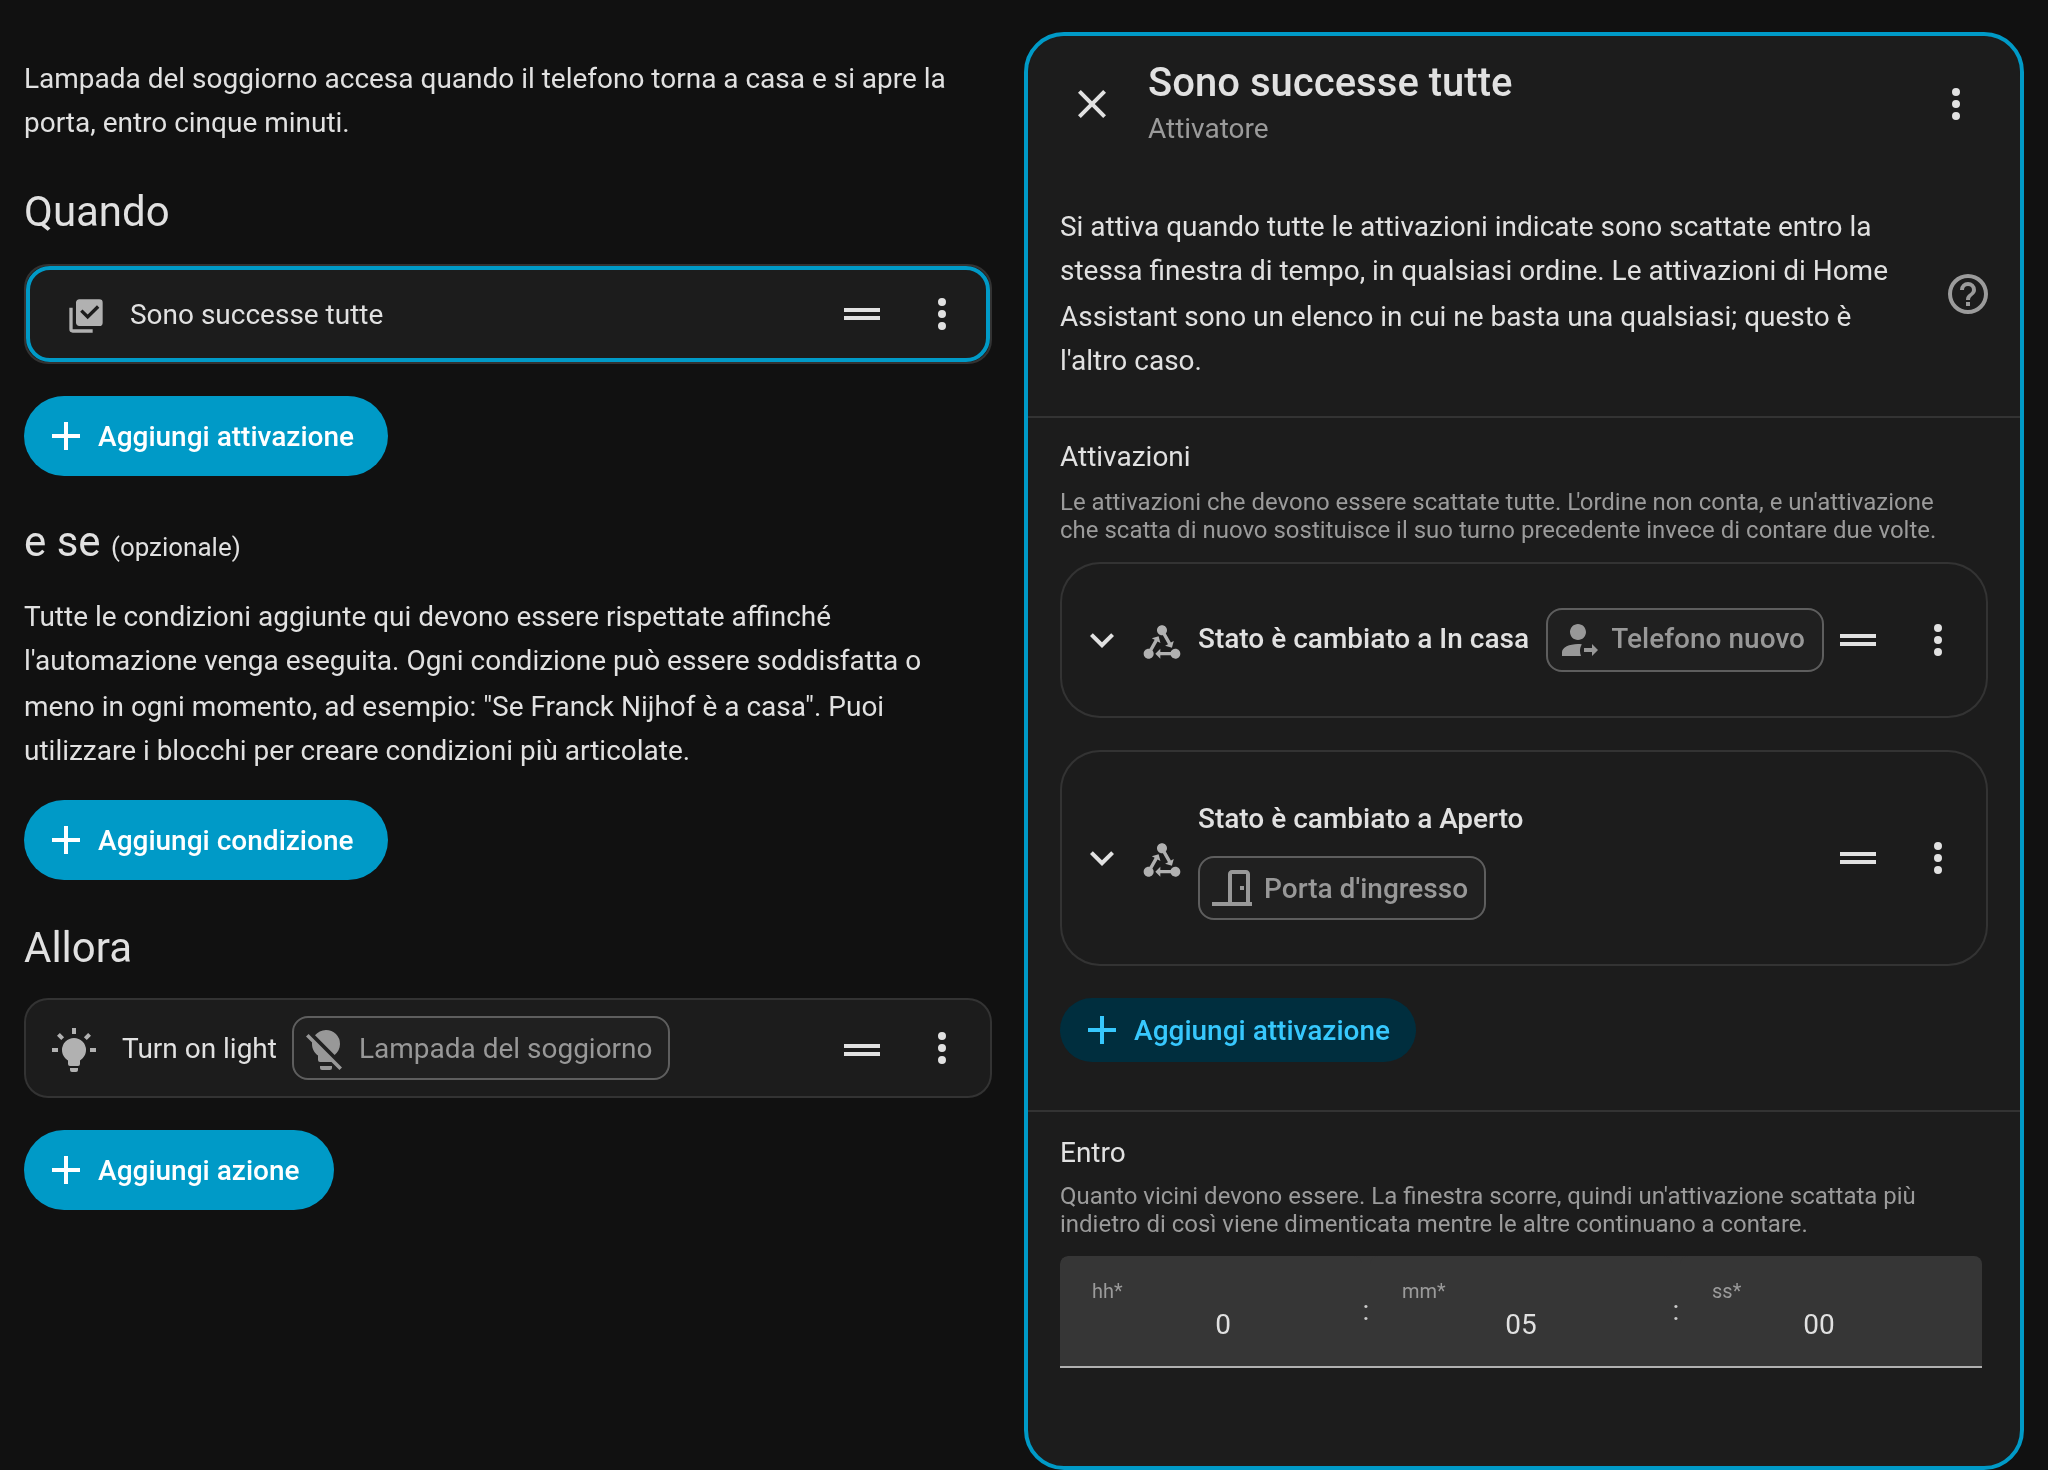 Lampada del soggiorno accesa quando il telefono torna a casa e si apre la
porta, entro cinque minuti.
Quando
Sono successe tutte
Aggiungi attivazione
e se (opzionale)
Tutte le condizioni aggiunte qui devono essere rispettate affinché
l'automazione venga eseguita. Ogni condizione può essere soddisfatta o
meno in ogni momento, ad esempio: "Se Franck Nijhof è a casa". Puoi
utilizzare i blocchi per creare condizioni più articolate.
Aggiungi condizione
Allora
Turn on light Lampada del soggiorno
Aggiungi azione
Sono successe tutte
Attivatore
Si attiva quando tutte le attivazioni indicate sono scattate entro la
stessa finestra di tempo, in qualsiasi ordine. Le attivazioni di Home
Assistant sono un elenco in cui ne basta una qualsiasi; questo è
l'altro caso.
Attivazioni
Le attivazioni che devono essere scattate tutte. L'ordine non conta, e un'attivazione
che scatta di nuovo sostituisce il suo turno precedente invece di contare due volte.
Stato è cambiato a In casa Telefono nuovo
Stato è cambiato a Aperto
Porta d'ingresso
Aggiungi attivazione
Entro
Quanto vicini devono essere. La finestra scorre, quindi un'attivazione scattata più
indietro di così viene dimenticata mentre le altre continuano a contare.
hh* mm* ss*
0 : 05 : 00